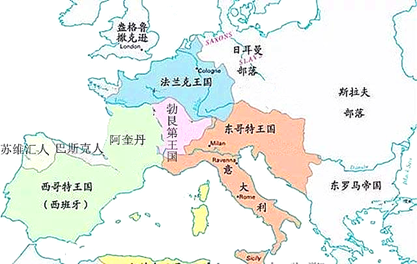 盎格鲁
撒克逊
London
SAXONS
SLAVS
日耳曼
部落
Cologne
法兰克王国
斯拉夫
部落
勃艮第王国
阿奎丹
苏维汇人
巴斯克人
东哥特王国
Milan
Ravenna
意
大
利
Rome
西哥特王国
(西班牙)
Danube
东罗马帝国
Sicily